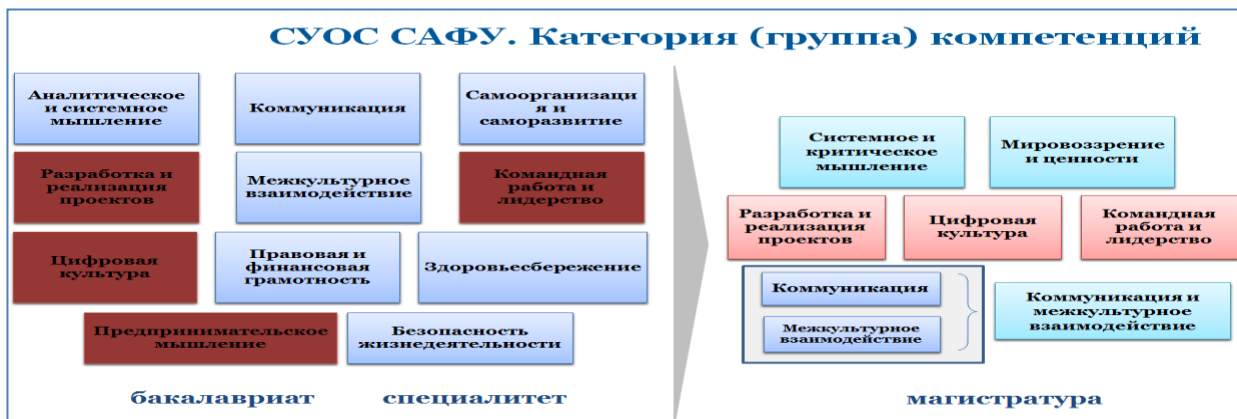 СУОС САФУ. Категория (группа) компетенций
Аналитическое
и системное
мышление
Коммуникация
Самоорганизаци
я и
саморазвитие
Разработка и
реализация
проектов
Межкультурное
взаимодействие
Командная
работа и
лидерство
Цифровая
культура
Правовая и
финансовая
грамотность
Здоровьесбережение
Предпринимательское
мышление
Безопасность
жизнедеятельности
бакалавриат
специалитет
Системное и
критическое
мышление
Мировоззрение
и ценности
Разработка и
реализация
проектов
Цифровая
культура
Командная
работа и
лидерство
Коммуникация
Межкультурное
взаимодействие
Коммуникация и
межкультурное
взаимодействие
магистратура